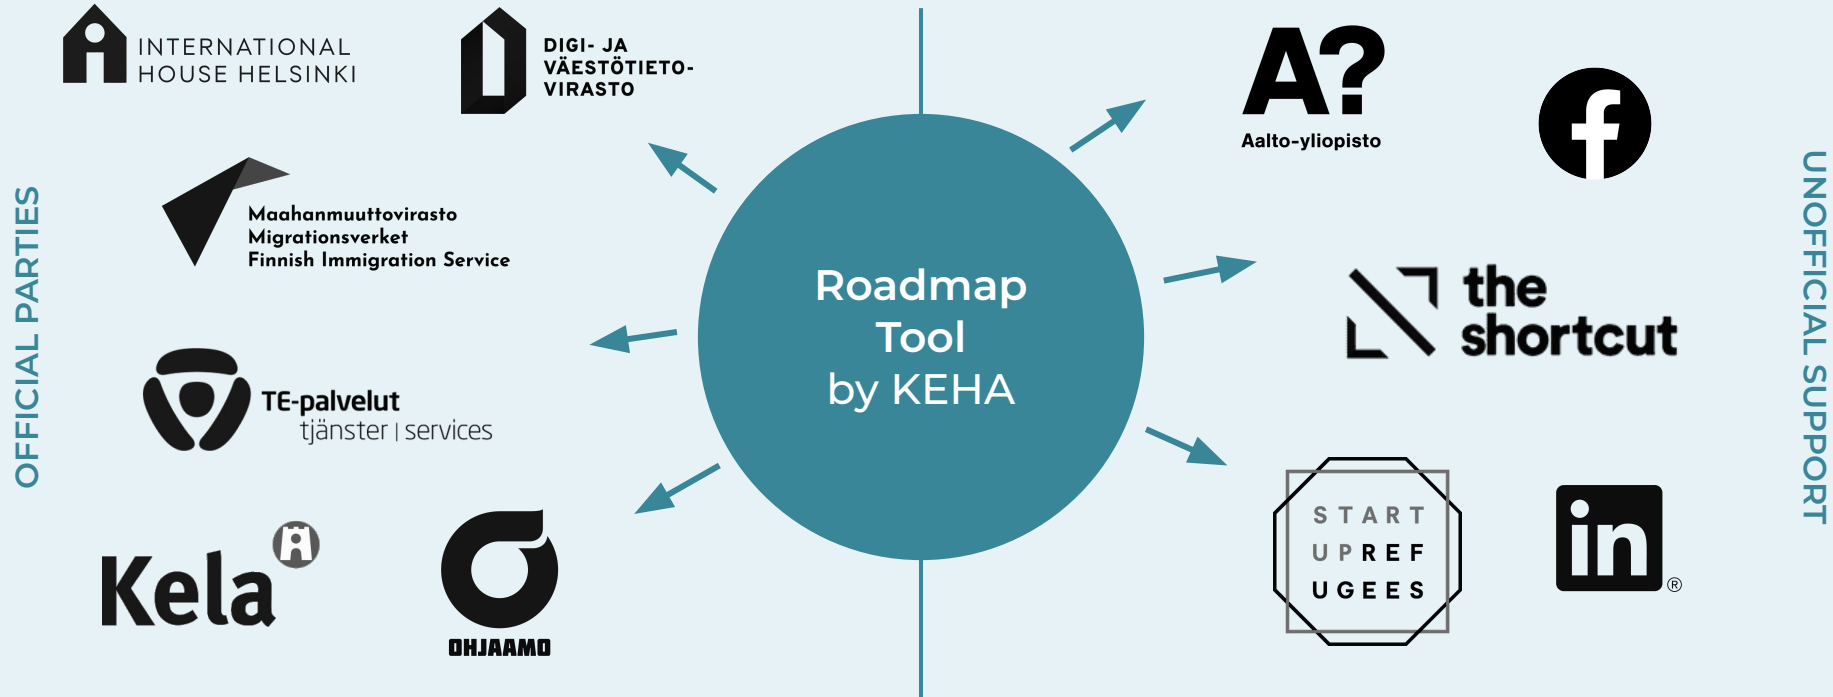 OFFICIAL PARTIES
INTERNATIONAL
HOUSE HELSINKI
DIGI- JA
VÄESTÖTIETO-
VIRASTO
Maahanmuuttovirasto
Migrationsverket
Finnish Immigration Service
TE-palvelut
tjänster | services
Kela
OHJAAMO
Roadmap
Tool
by KEHA
A?
Aalto-yliopisto
f
the
shortcut
START
UPREF
UGEES
in®
UNOFFICIAL SUPPORT